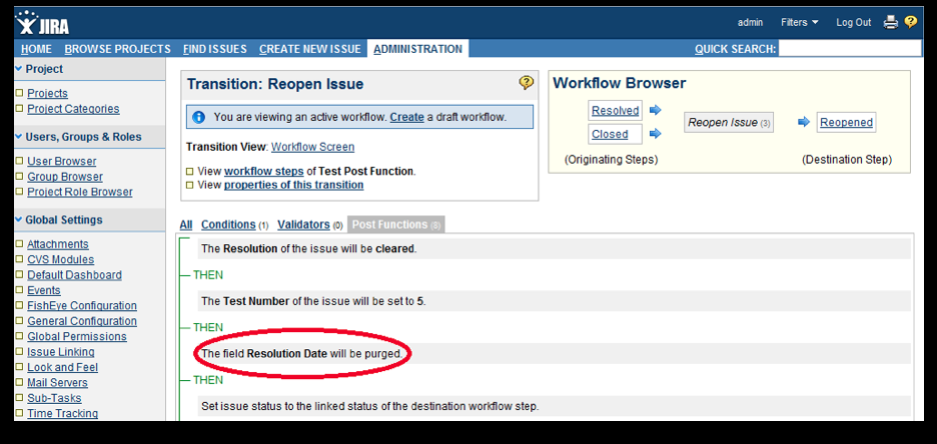 JIRA
admin Filters Log Out
HOME BROWSE PROJECTS FIND ISSUES CREATE NEW ISSUE ADMINISTRATION QUICK SEARCH:
Project
Projects
Project Categories
Users, Groups & Roles
User Browser
Group Browser
Project Role Browser
Global Settings
Attachments
CVS Modules
Default Dashboard
Events
FishEye Configuration
General Configuration
Global Permissions
Issue Linking
Look and Feel
Mail Servers
Sub-Tasks
Time Tracking
Transition: Reopen Issue
You are viewing an active workflow. Create a draft workflow.
Transition View: Workflow Screen
View workflow steps of Test Post Function.
View properties of this transition
Workflow Browser
Resolved
Closed
Reopen Issue (3)
Reopened
(Originating Steps) (Destination Step)
All Conditions (1) Validators (0) Post Functions
The Resolution of the issue will be cleared.
THEN
The Test Number of the issue will be set to 5.
THEN
The field Resolution Date will be purged.
THEN
Set issue status to the linked status of the destination workflow step.